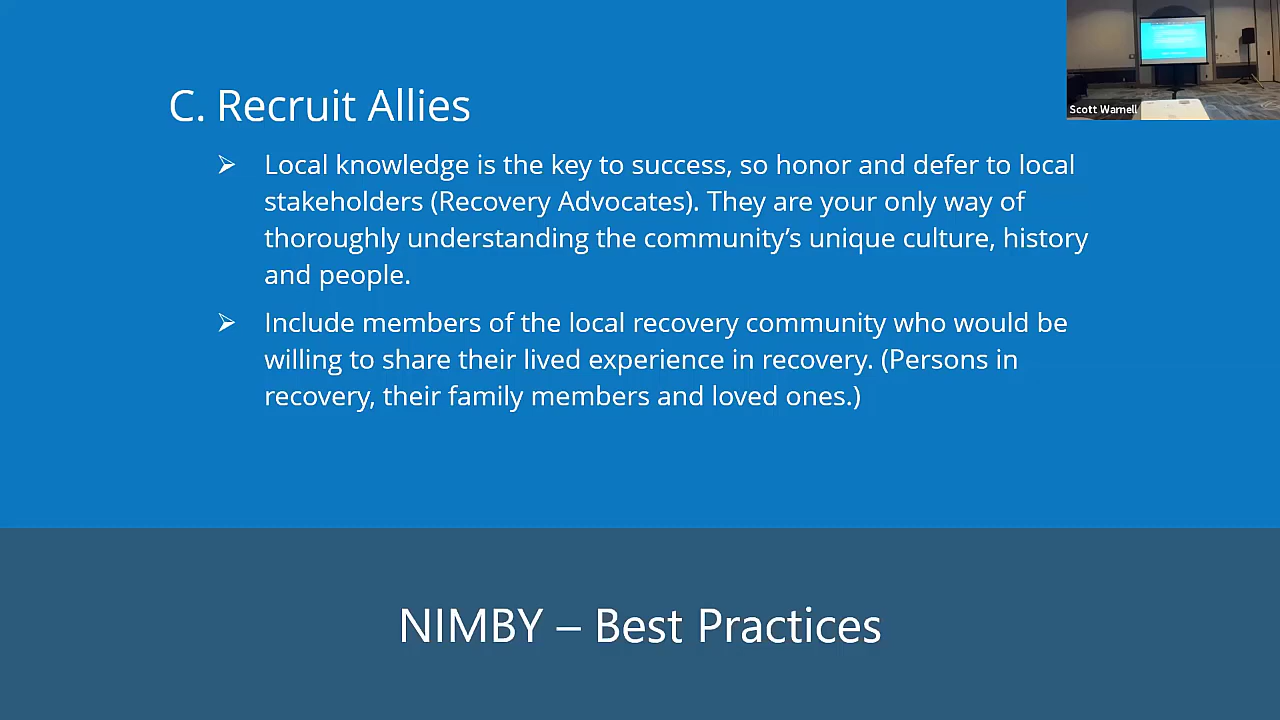 C. Recruit Allies
➢ Local knowledge is the key to success, so honor and defer to local
stakeholders (Recovery Advocates). They are your only way of
thoroughly understanding the community’s unique culture, history
and people.
➢ Include members of the local recovery community who would be
willing to share their lived experience in recovery. (Persons in
recovery, their family members and loved ones.)
NIMBY – Best Practices
Scott Warnell